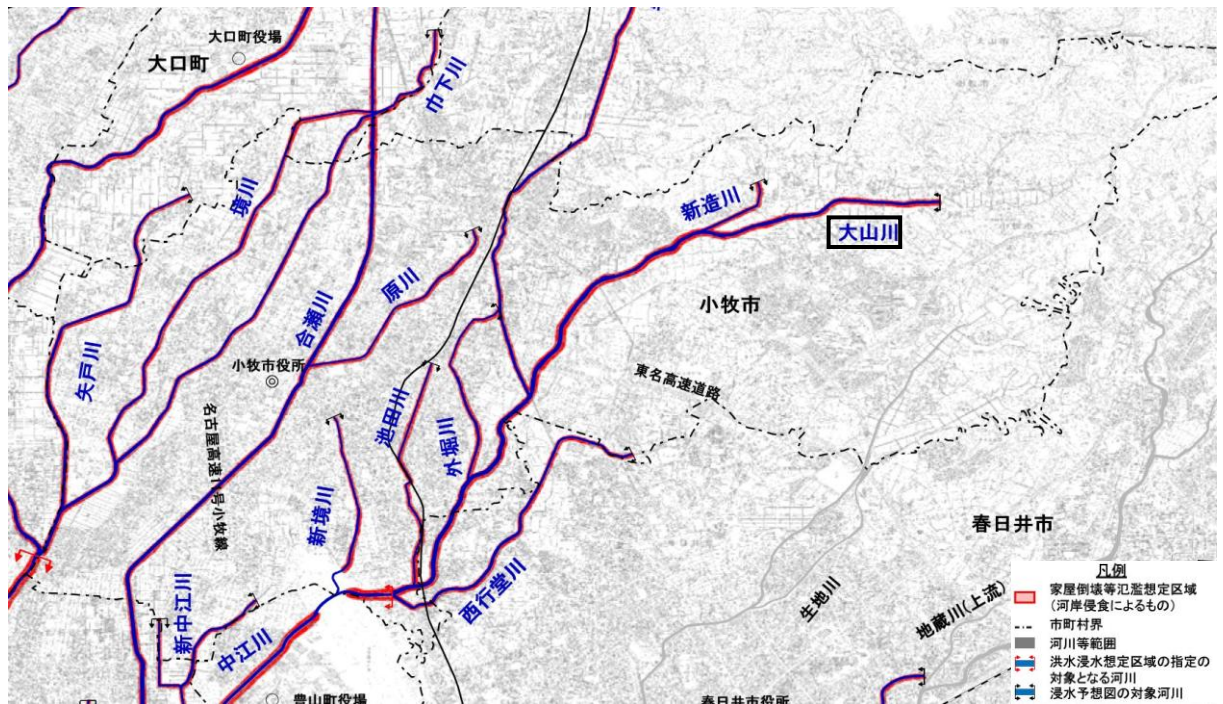 大口町役場
大口町
巾下川
境川
新造川
大山川
原川
合瀬川
小牧市
小牧市役所
矢戸川
東名高速道路
池田川
外堀川
名古屋高速11号小牧線
新境川
春日井市
西行堂川
生地川
地蔵川(上流)
新中江川
中江川
豊山町役場
春日井市役所
凡例
家屋倒壊等氾濫想定区域
(河岸侵食によるもの)
市町村界
河川等範囲
洪水浸水想定区域の指定の
対象となる河川
浸水予想図の対象河川